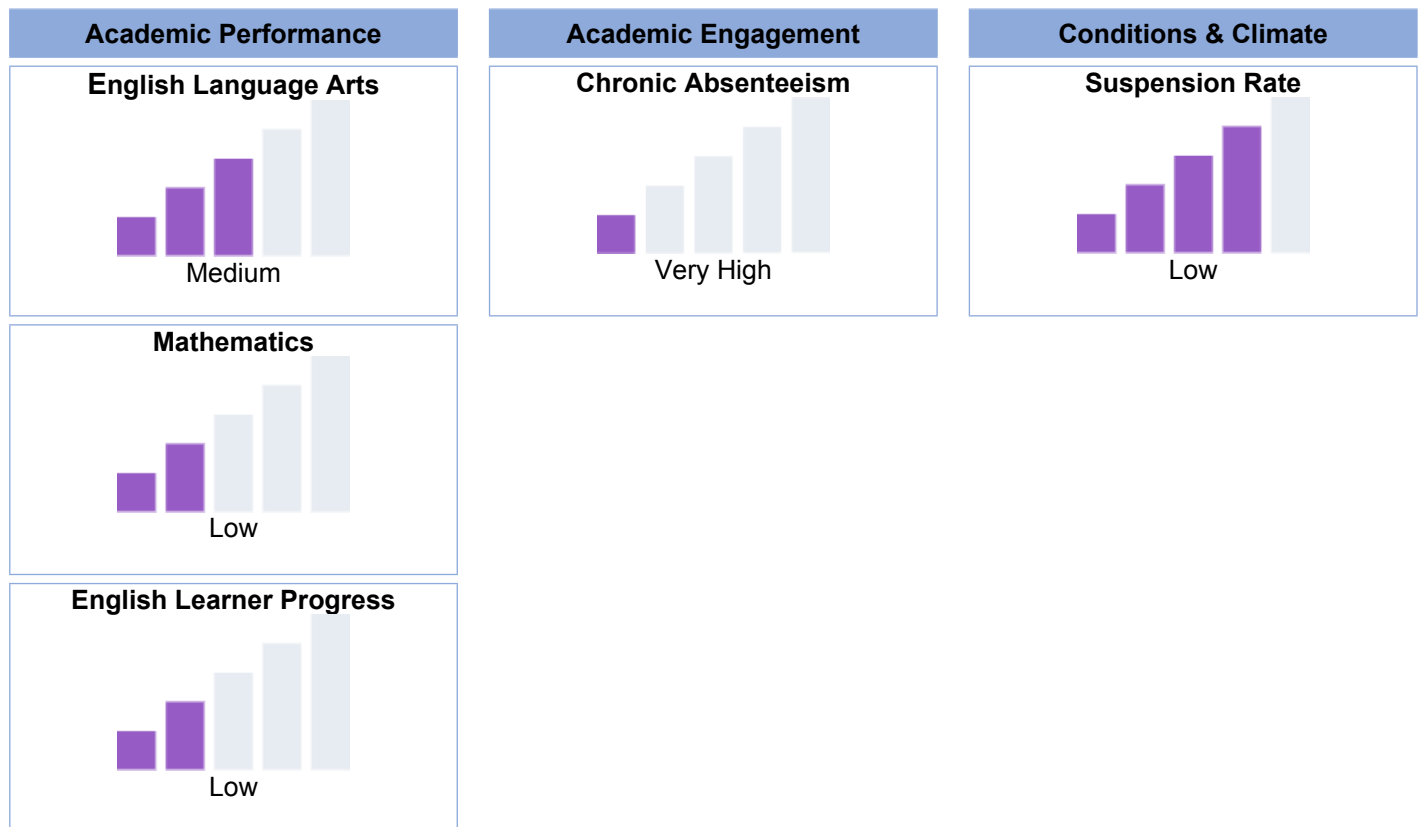 Academic Performance
Academic Engagement
Conditions & Climate
English Language Arts
Medium
Chronic Absenteeism
Very High
Suspension Rate
Low
Mathematics
Low
English Learner Progress
Low